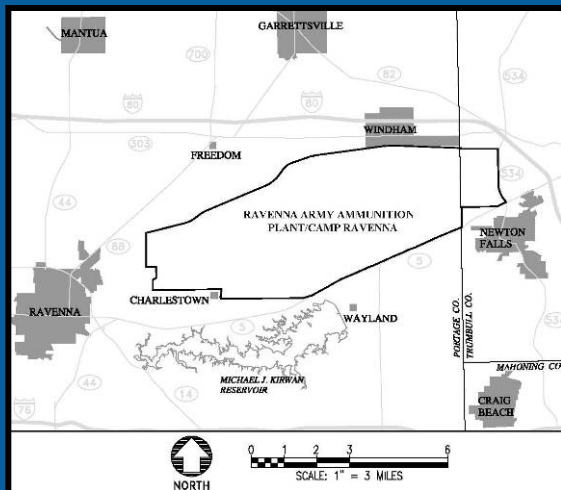 MANTUA
GARRETTSVILLE
700
82
534
80
80
WINDHAM
303
FREEDOM
534
44
RAVENNA ARMY AMMUNITION
PLANT/CAMP RAVENNA
88
NEWTON
FALLS
5
CHARLESTOWN
RAVENNA
WAYLAND
5
PORTAGE CO.
TRUMBULL CO.
534
MICHAEL J. KIRWAN
RESERVOIR
MAHONING CO.
44
14
76
CRAIG
BEACH
0 1 2 3 6
SCALE: 1" = 3 MILES
NORTH